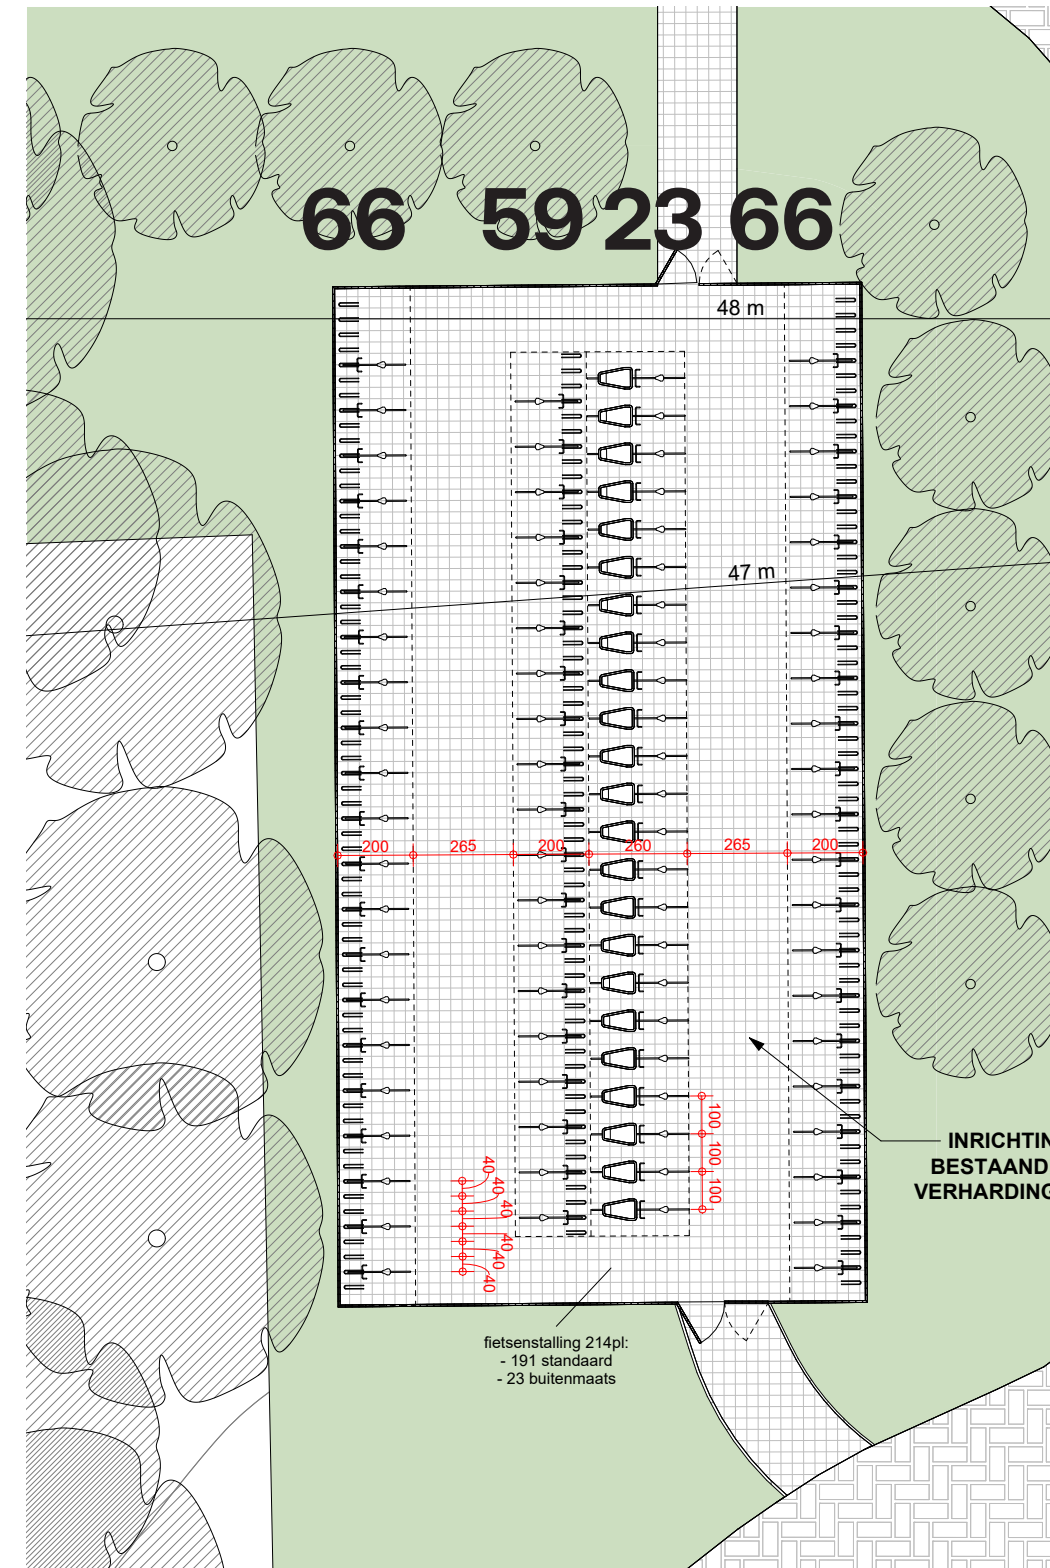 66 59 23 66
48 m
47 m
200 265 200 260 265 200
100
100
100
40
40
40
40
40
40
INRICHTIN
BESTAAND
VERHARDING
fietsenstalling 214pl:
- 191 standaard
- 23 buitenmaats